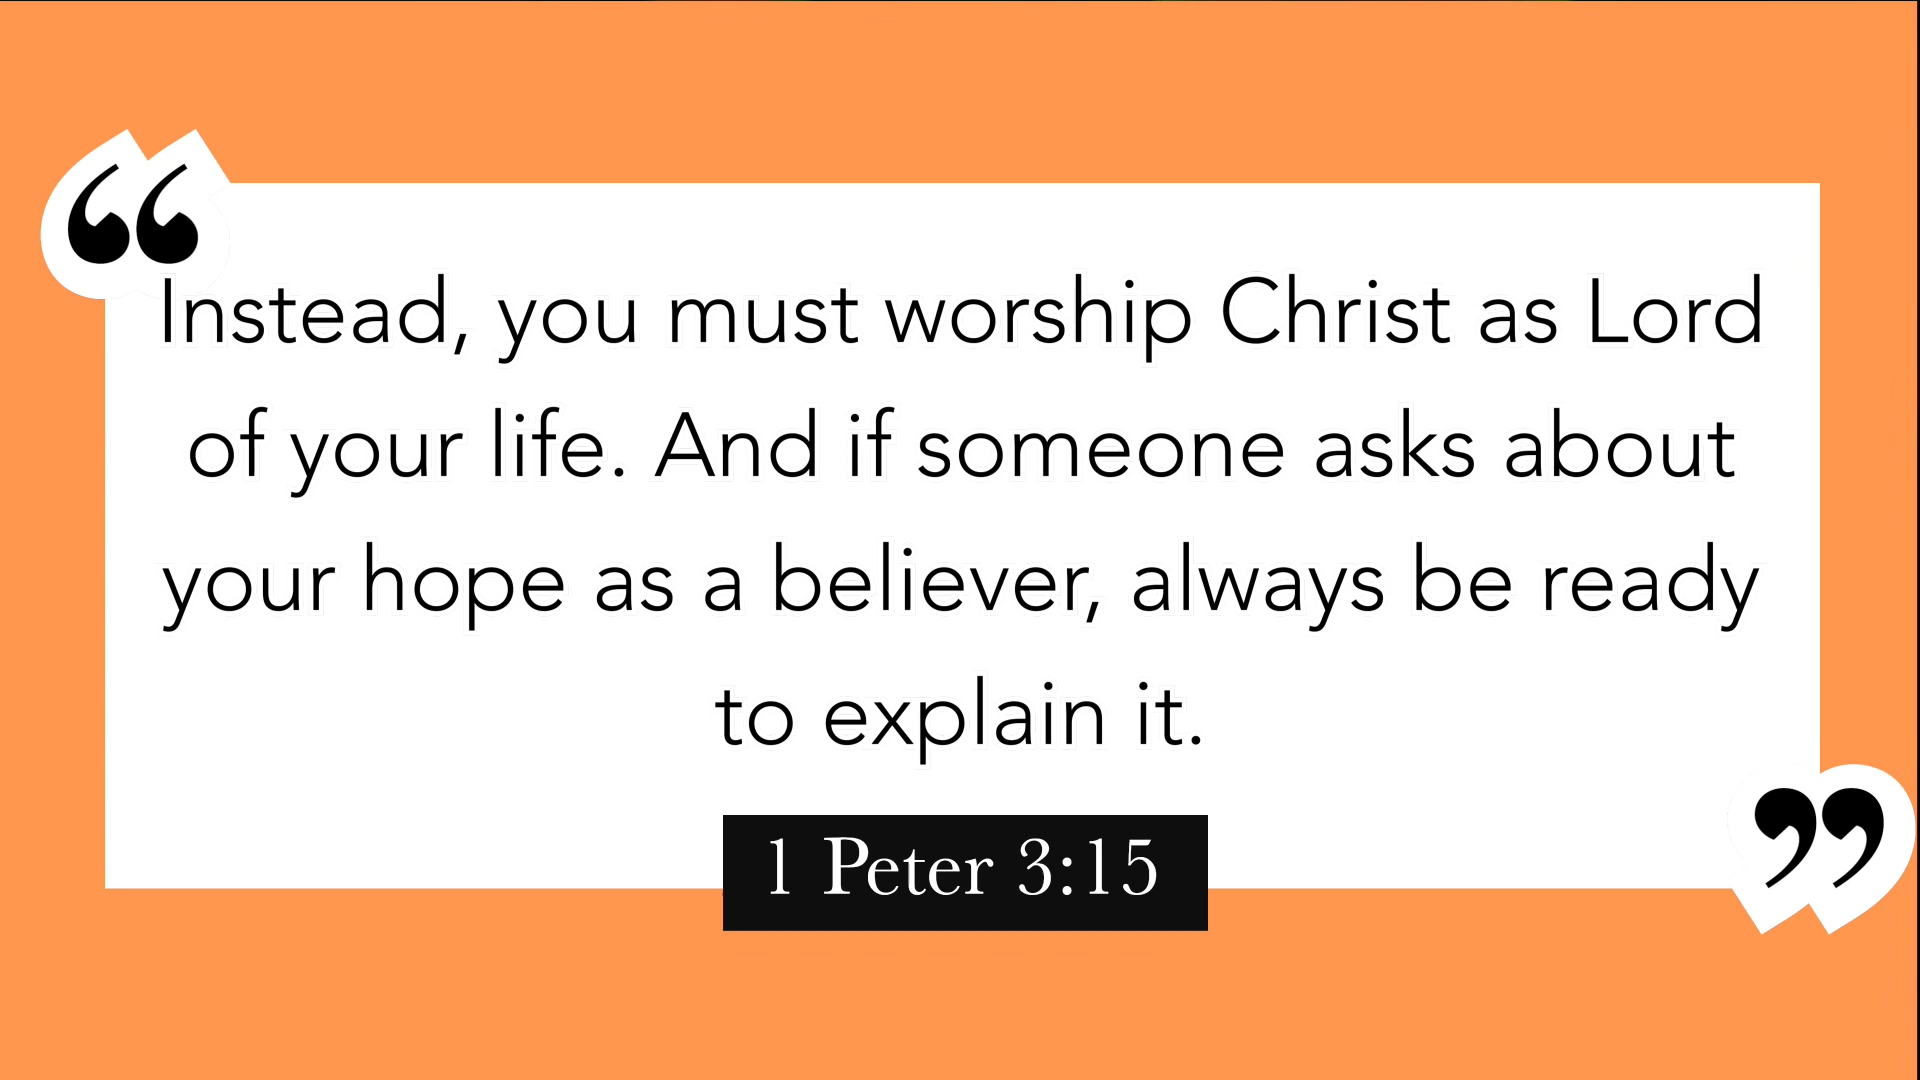 “
Instead, you must worship Christ as Lord
of your life. And if someone asks about
your hope as a believer, always be ready
to explain it.
”
1 Peter 3:15